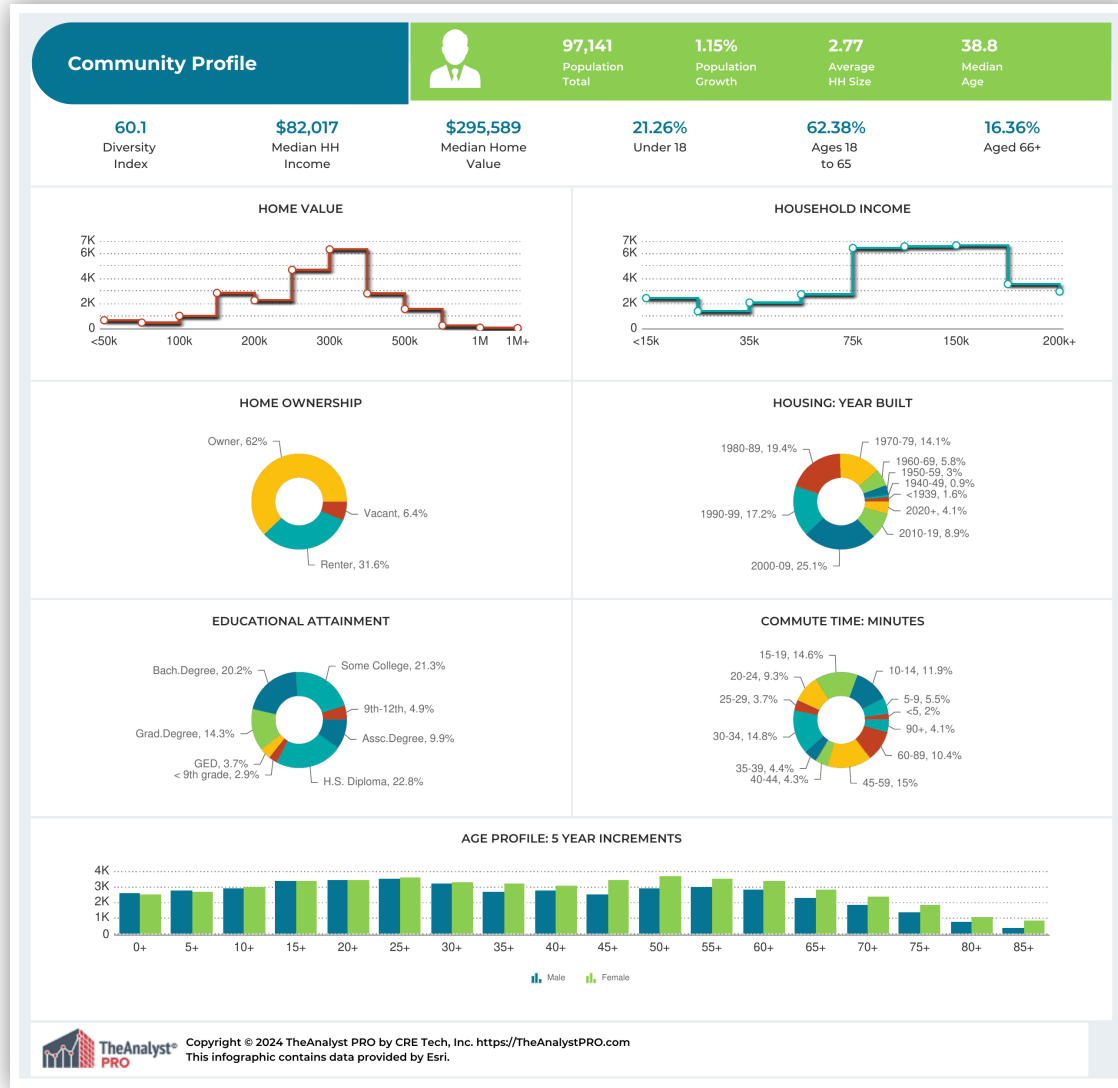 Community Profile
97,141
Population
Total
1.15%
Population
Growth
2.77
Average
HH Size
38.8
Median
Age
60.1
Diversity
Index
$82,017
Median HH
Income
$295,589
Median Home
Value
21.26%
Under 18
62.38%
Ages 18
to 65
16.36%
Aged 66+
HOME VALUE
7K
6K
4K
2K
0
<50k 100k 200k 300k 500k 1M 1M+
HOUSEHOLD INCOME
7K
6K
4K
2K
0
<15k 35k 75k 150k 200k+
HOME OWNERSHIP
Owner, 62%
Vacant, 6.4%
Renter, 31.6%
HOUSING: YEAR BUILT
1980-89, 19.4%
1970-79, 14.1%
1960-69, 5.8%
1950-59, 3%
1940-49, 0.9%
<1939, 1.6%
1990-99, 17.2%
2020+, 4.1%
2010-19, 8.9%
2000-09, 25.1%
EDUCATIONAL ATTAINMENT
Bach.Degree, 20.2%
Some College, 21.3%
9th-12th, 4.9%
Grad.Degree, 14.3%
Assc.Degree, 9.9%
GED, 3.7%
< 9th grade, 2.9%
H.S. Diploma, 22.8%
COMMUTE TIME: MINUTES
15-19, 14.6%
10-14, 11.9%
20-24, 9.3%
25-29, 3.7%
5-9, 5.5%
<5, 2%
90+, 4.1%
30-34, 14.8%
60-89, 10.4%
35-39, 4.4%
40-44, 4.3%
45-59, 15%
AGE PROFILE: 5 YEAR INCREMENTS
4K
3K
2K
1K
0
0+ 5+ 10+ 15+ 20+ 25+ 30+ 35+ 40+ 45+ 50+ 55+ 60+ 65+ 70+ 75+ 80+ 85+
Male Female
TheAnalyst®
PRO
Copyright © 2024 TheAnalyst PRO by CRE Tech, Inc. https://TheAnalystPRO.com
This infographic contains data provided by Esri.